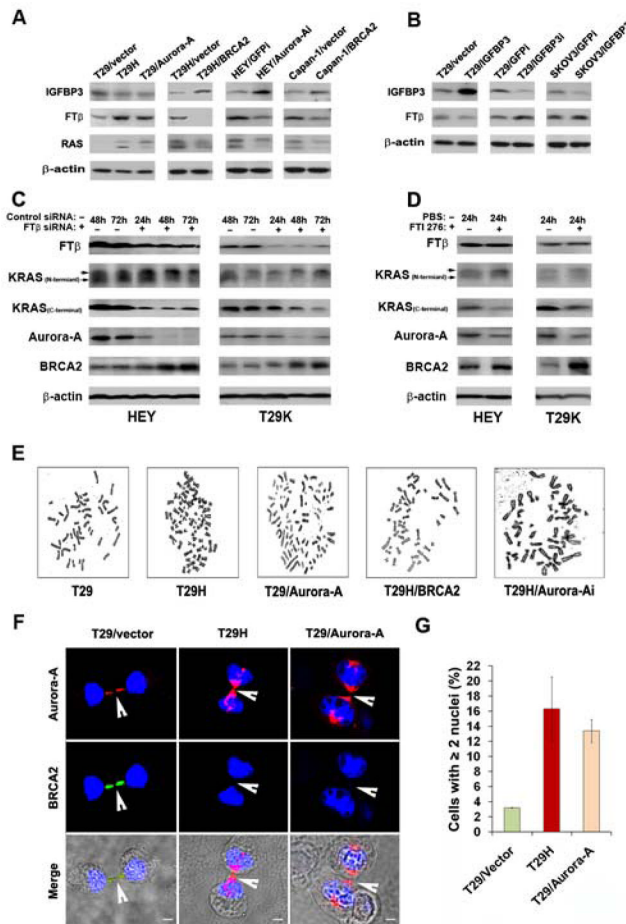 A
T29/vector
T29H
T29/Aurora-A
T29H/vector
T29H/BRCA2
HEY/GFPi
HEY/Aurora-Ai
Capan-1/vector
Capan-1/BRCA2
IGFBP3
FTβ
RAS
β-actin
B
T29/vector
T29/IGFBP3
T29/GFPi
T29/IGFBP3i
SKOV3/GFPi
SKOV3/IGFBP3i
IGFBP3
FTβ
β-actin
C
Control siRNA: –
FTβ siRNA: +
48h 72h 24h 48h 72h 48h 72h 24h 48h 72h
– – + + + – – + + +
FTβ
KRAS (N-terminal)
KRAS (C-terminal)
Aurora-A
BRCA2
β-actin
HEY T29K
D
PBS: –
FTI 276: +
24h 24h 24h 24h
– + – +
FTβ
KRAS (N-terminal)
KRAS (C-terminal)
Aurora-A
BRCA2
β-actin
HEY T29K
E
T29 T29H T29/Aurora-A T29H/BRCA2 T29H/Aurora-Ai
F
T29/vector T29H T29/Aurora-A
Aurora-A
BRCA2
Merge
G
Cells with ≥ 2 nuclei (%)
22
20
18
16
14
12
10
8
6
4
2
0
T29/Vector
T29H
T29/Aurora-A